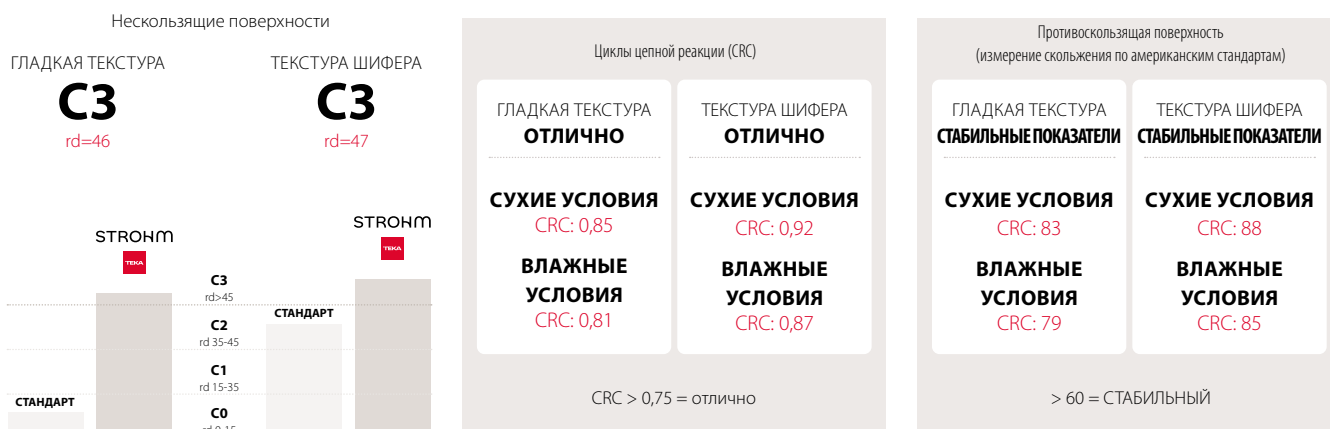 Нескользящие поверхности
ГЛАДКАЯ ТЕКСТУРА
C3
rd=46
ТЕКСТУРА ШИФЕРА
C3
rd=47
STROHM
TEKA
STROHM
TEKA
C3
rd>45
СТАНДАРТ
C2
rd 35-45
C1
rd 15-35
СТАНДАРТ
C0
rd 0-15
Циклы цепной реакции (CRC)
ГЛАДКАЯ ТЕКСТУРА
ОТЛИЧНО
СУХИЕ УСЛОВИЯ
CRC: 0,85
ВЛАЖНЫЕ
УСЛОВИЯ
CRC: 0,81
ТЕКСТУРА ШИФЕРА
ОТЛИЧНО
СУХИЕ УСЛОВИЯ
CRC: 0,92
ВЛАЖНЫЕ
УСЛОВИЯ
CRC: 0,87
CRC > 0,75 = отлично
Противоскользящая поверхность
(измерение скольжения по американским стандартам)
ГЛАДКАЯ ТЕКСТУРА
СТАБИЛЬНЫЕ ПОКАЗАТЕЛИ
СУХИЕ УСЛОВИЯ
CRC: 83
ВЛАЖНЫЕ
УСЛОВИЯ
CRC: 79
ТЕКСТУРА ШИФЕРА
СТАБИЛЬНЫЕ ПОКАЗАТЕЛИ
СУХИЕ УСЛОВИЯ
CRC: 88
ВЛАЖНЫЕ
УСЛОВИЯ
CRC: 85
> 60 = СТАБИЛЬНЫЙ